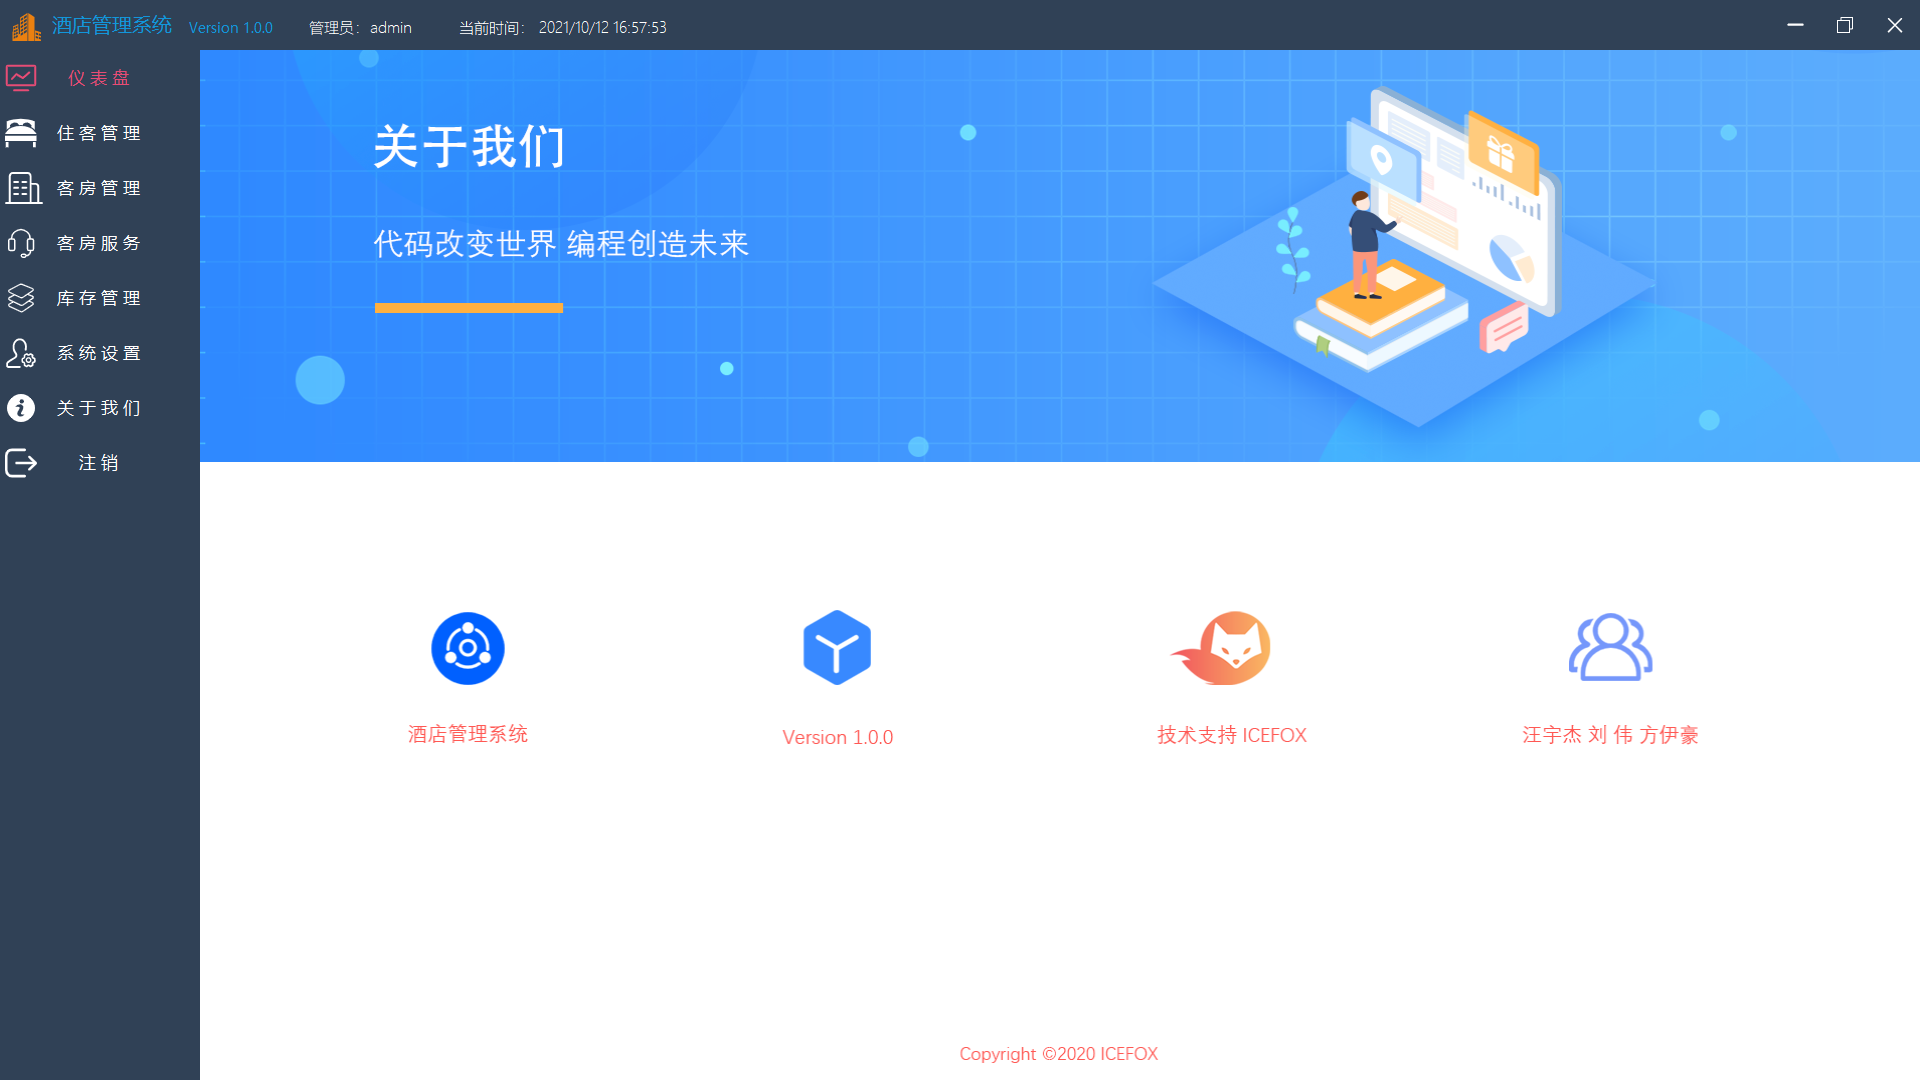 酒店管理系统 Version 1.0.0 管理员： admin 当前时间： 2021/10/12 16:57:53
仪表盘
住客管理
客房管理
客房服务
库存管理
系统设置
关于我们
注销
关于我们
代码改变世界 编程创造未来
酒店管理系统
Version 1.0.0
技术支持 ICEFOX
汪宇杰 刘 伟 方伊豪
Copyright ©2020 ICEFOX